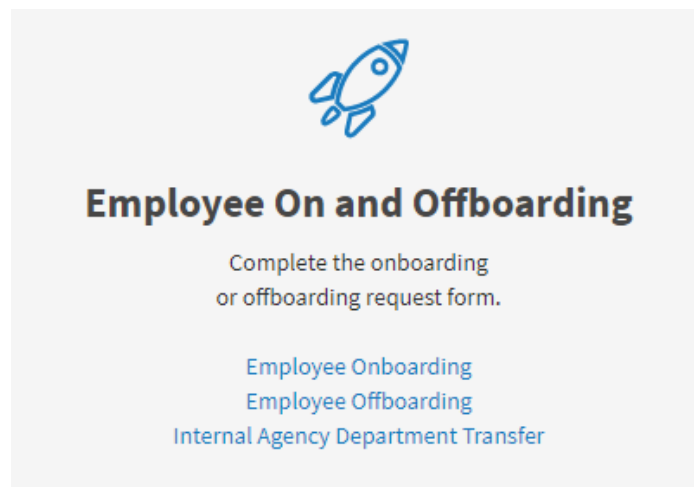 Employee On and Offboarding
Complete the onboarding
or offboarding request form.
Employee Onboarding
Employee Offboarding
Internal Agency Department Transfer